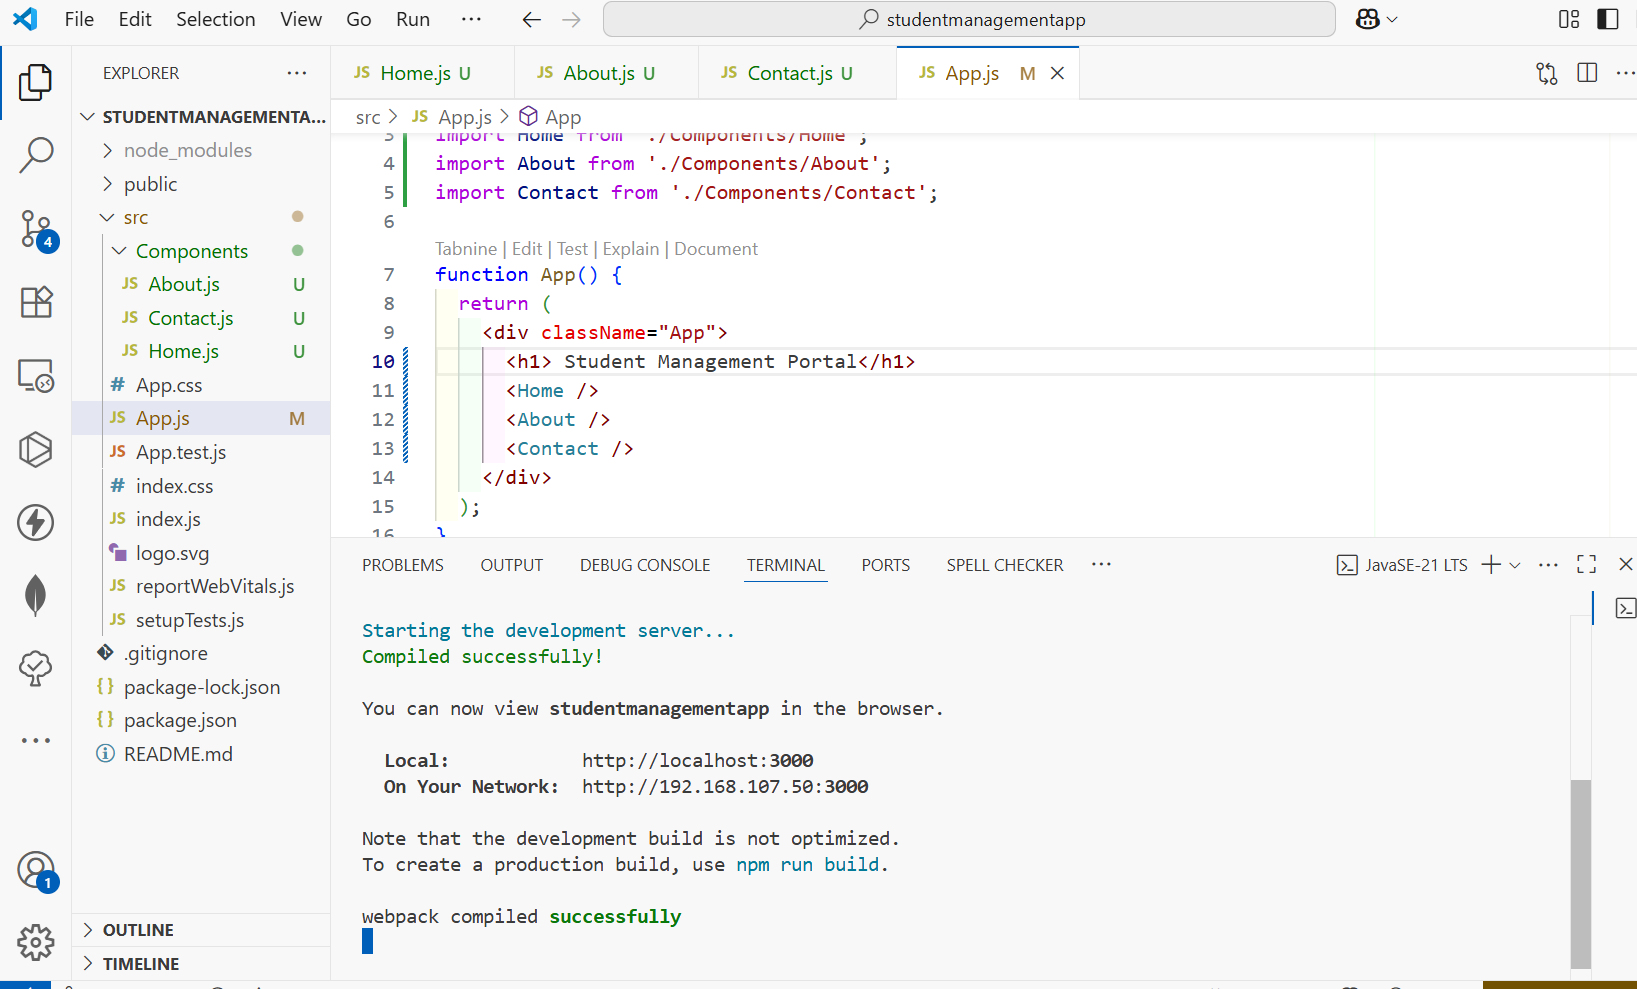 File Edit Selection View Go Run ··· studentmanagementapp
EXPLORER ···
STUDENTMANAGEMENTA...
node_modules
public
src
Components
JS About.js U
JS Contact.js U
JS Home.js U
# App.css
JS App.js M
JS App.test.js
# index.css
JS index.js
logo.svg
JS reportWebVitals.js
JS setupTests.js
.gitignore
{} package-lock.json
{} package.json
README.md
OUTLINE
TIMELINE
4
1
JS Home.js U JS About.js U JS Contact.js U JS App.js M
src > JS App.js > App
3 import Home from './Components/Home';
4 import About from './Components/About';
5 import Contact from './Components/Contact';
6
Tabnine | Edit | Test | Explain | Document
7 function App() {
8 return (
9 <div className="App">
10 <h1> Student Management Portal</h1>
11 <Home />
12 <About />
13 <Contact />
14 </div>
15 );
16 }
PROBLEMS OUTPUT DEBUG CONSOLE TERMINAL PORTS SPELL CHECKER ··· JavaSE-21 LTS
Starting the development server...
Compiled successfully!
You can now view studentmanagementapp in the browser.
Local: http://localhost:3000
On Your Network: http://192.168.107.50:3000
Note that the development build is not optimized.
To create a production build, use npm run build.
webpack compiled successfully